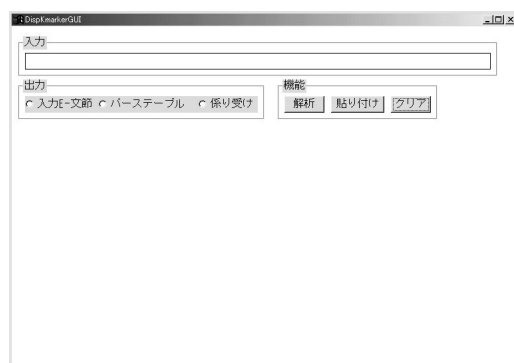 DispKmarkerGUI
入力
出力
機能
入力E-文節 パーステーブル 係り受け
解析 貼り付け クリア